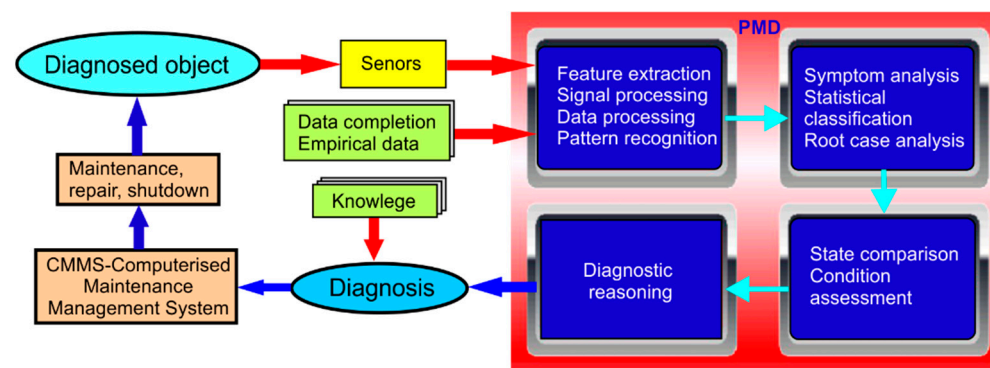 PMD
Diagnosed object
Senors
Feature extraction
Signal processing
Data processing
Pattern recognition
Symptom analysis
Statistical
classification
Root case analysis
Data completion
Empirical data
Maintenance,
repair, shutdown
Knowlege
CMMS-Computerised
Maintenance
Management System
Diagnosis
Diagnostic
reasoning
State comparison
Condition
assessment